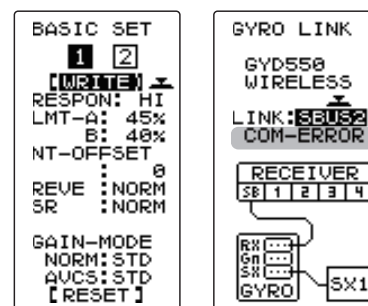 BASIC SET
1 2
[WRITE]
RESPON: HI
LMT-A: 45%
B: 40%
NT-OFFSET
: 0
REVE :NORM
SR :NORM
GAIN-MODE
NORM:STD
AVCS:STD
[RESET]
GYRO LINK
GYD550
WIRELESS
LINK:SBUS2
COM-ERROR
RECEIVER
SB 1 2 3 4
RX
Gn
SX
GYRO
SX1